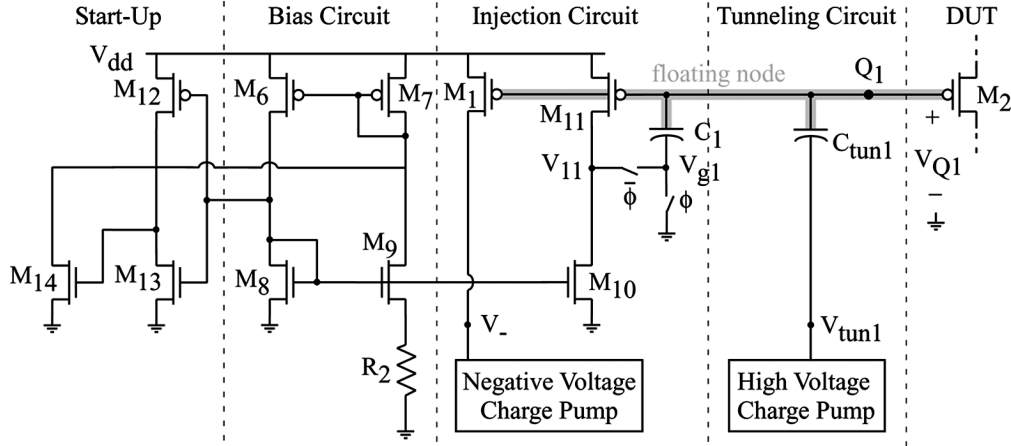 Start-Up
Bias Circuit
Injection Circuit
Tunneling Circuit
DUT
Vdd
floating node
Q1
M12
M6
M7
M1
M11
M2
C1
Ctun1
+
VQ1
−
V11
Vg1
ϕ̄
ϕ
M9
M14
M13
M8
M10
V-
Vtun1
R2
Negative Voltage
Charge Pump
High Voltage
Charge Pump